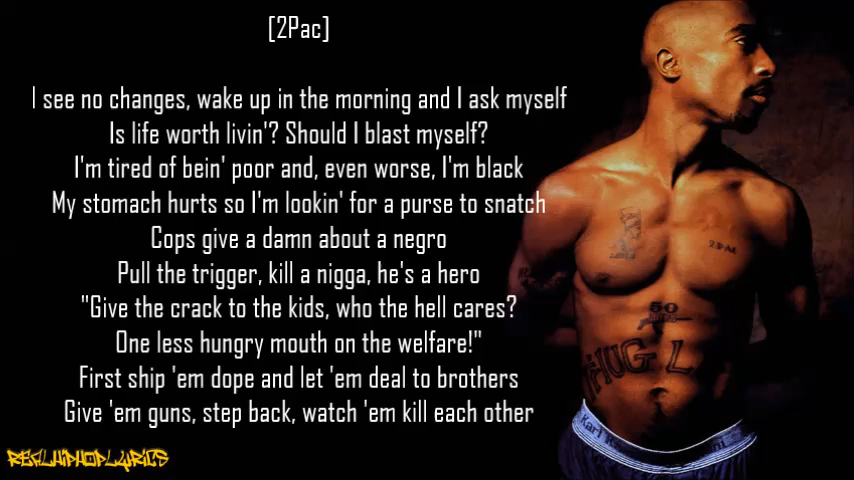 [2Pac]
I see no changes, wake up in the morning and I ask myself
Is life worth livin'? Should I blast myself?
I'm tired of bein' poor and, even worse, I'm black
My stomach hurts so I'm lookin' for a purse to snatch
Cops give a damn about a negro
Pull the trigger, kill a nigga, he's a hero
"Give the crack to the kids, who the hell cares?
One less hungry mouth on the welfare!"
First ship 'em dope and let 'em deal to brothers
Give 'em guns, step back, watch 'em kill each other
2PAC
50
THUG L
Karl
REALHIPHOPLYRICS